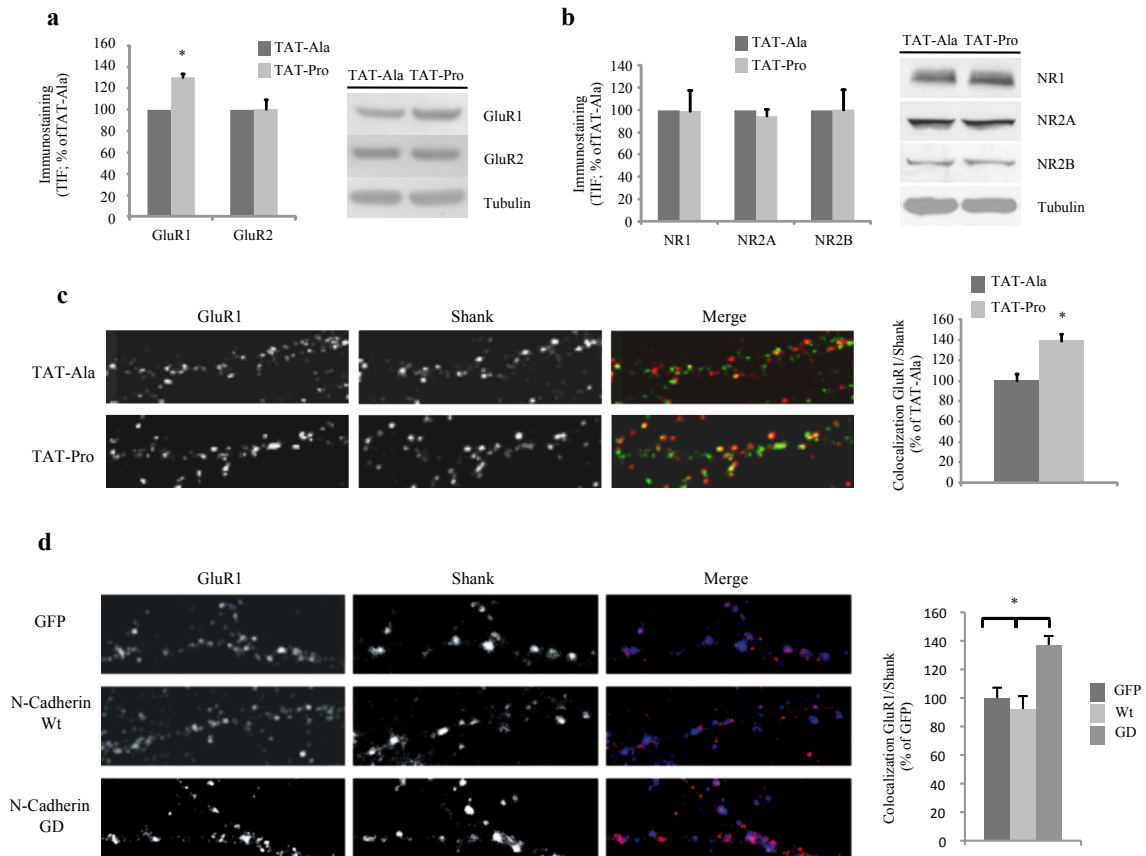 a
160
140
120
100
80
60
40
20
0
Immunostaining
(TIF; % ofTAT-Ala)
*
TAT-Ala
TAT-Pro
GluR1 GluR2
TAT-Ala TAT-Pro
GluR1
GluR2
Tubulin
b
140
120
100
80
60
40
20
0
Immunostaining
(TIF; % ofTAT-Ala)
TAT-Ala
TAT-Pro
NR1 NR2A NR2B
TAT-Ala TAT-Pro
NR1
NR2A
NR2B
Tubulin
c
GluR1 Shank Merge
TAT-Ala
TAT-Pro
TAT-Ala
TAT-Pro
Colocalization GluR1/Shank
(% of TAT-Ala)
160
140
120
100
80
60
40
20
0
*
d
GluR1 Shank Merge
GFP
N-Cadherin
Wt
N-Cadherin
GD
Colocalization GluR1/Shank
(% of GFP)
160
140
120
100
80
60
40
20
0
*
GFP
Wt
GD